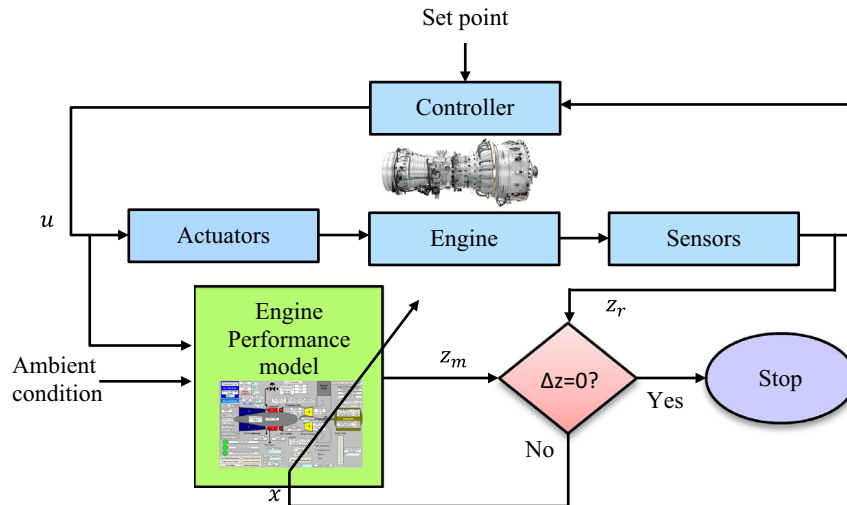 Set point
Controller
u
Actuators
Engine
Sensors
Engine
Performance
model
z_r
Ambient
condition
z_m
Δz=0?
Stop
Yes
No
x